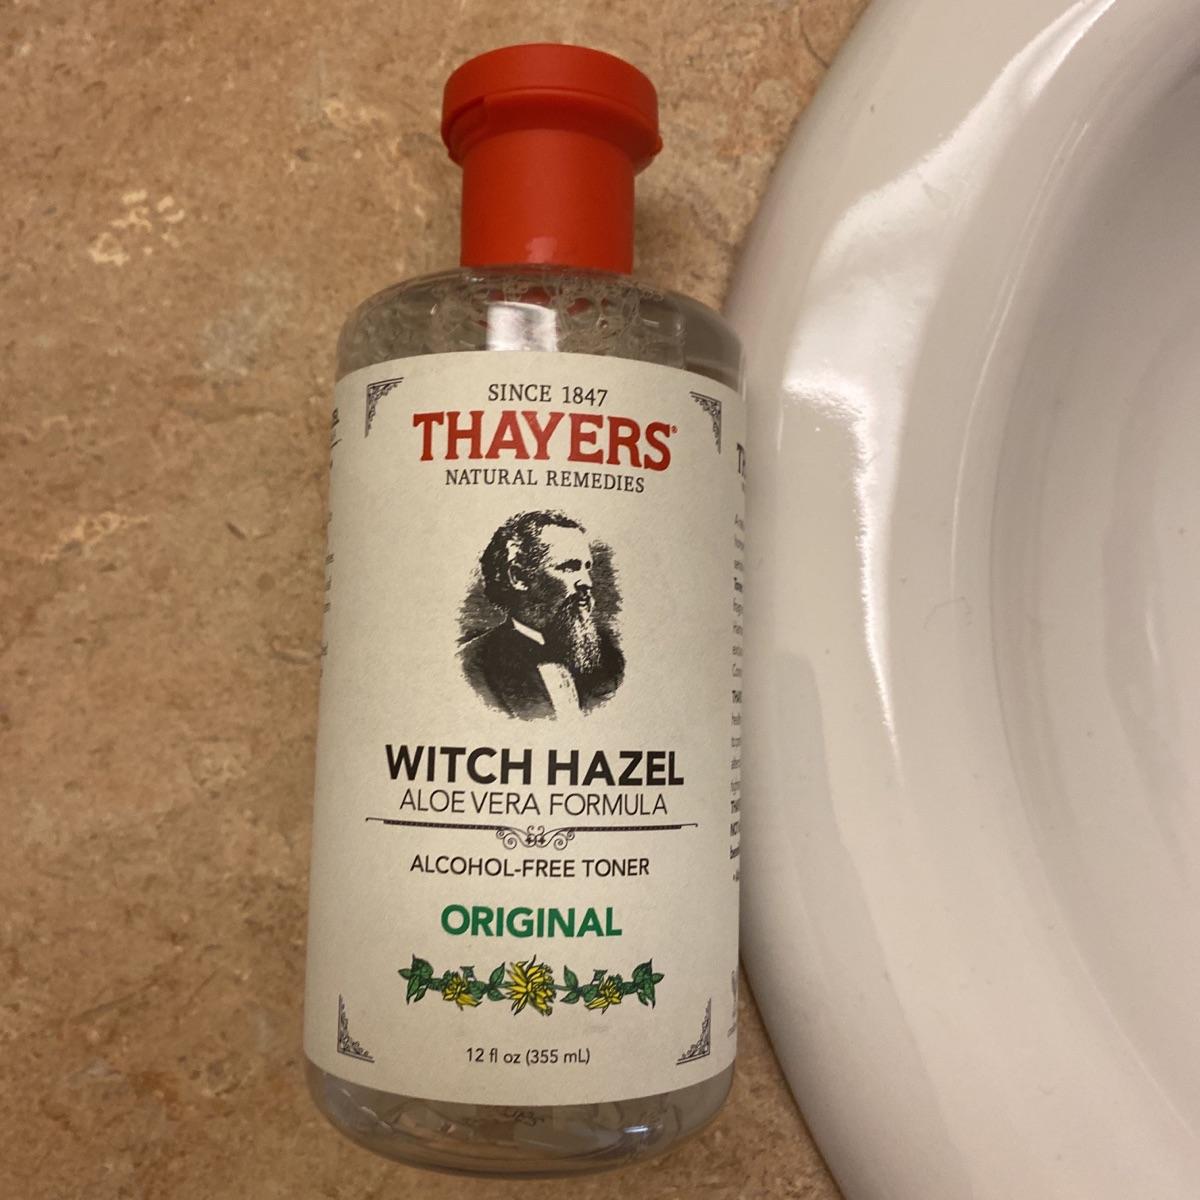 SINCE 1847
THAYERS®
NATURAL REMEDIES
WITCH HAZEL
ALOE VERA FORMULA
ALCOHOL-FREE TONER
ORIGINAL
12 fl oz (355 mL)